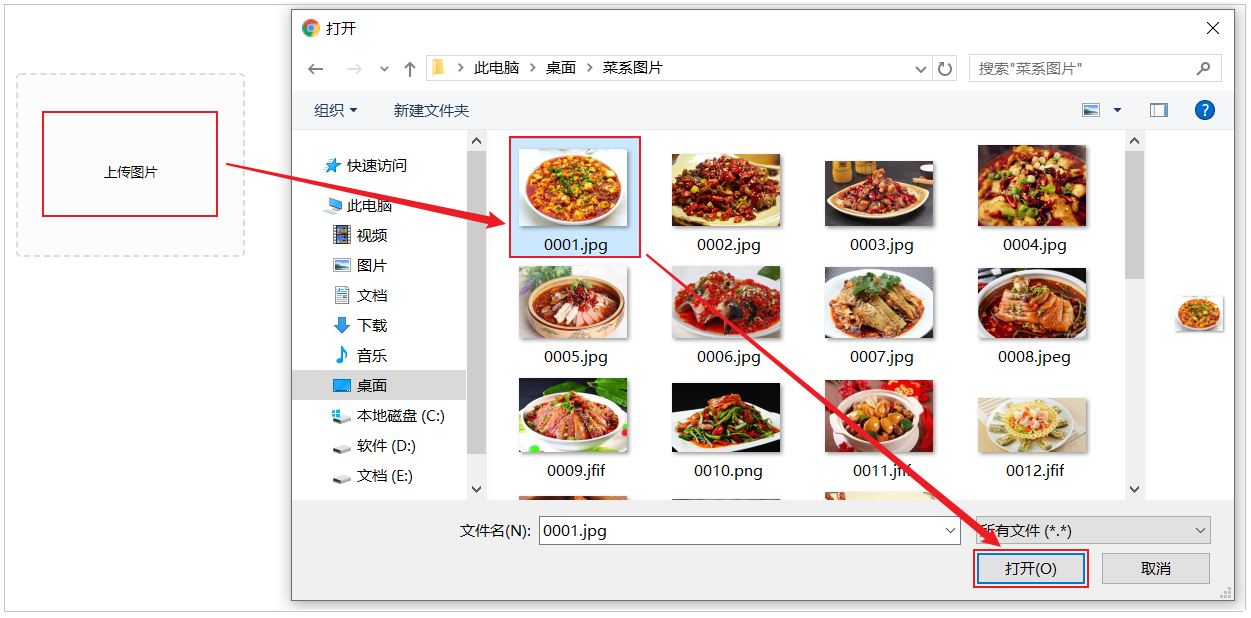 上传图片
打开
此电脑 > 桌面 > 菜系图片
搜索"菜系图片"
组织
新建文件夹
?
快速访问
此电脑
视频
图片
文档
下载
音乐
桌面
本地磁盘 (C:)
软件 (D:)
文档 (E:)
0001.jpg
0002.jpg
0003.jpg
0004.jpg
0005.jpg
0006.jpg
0007.jpg
0008.jpeg
0009.jfif
0010.png
0011.jfif
0012.jfif
文件名(N):
0001.jpg
所有文件 (*.*)
打开(O)
取消